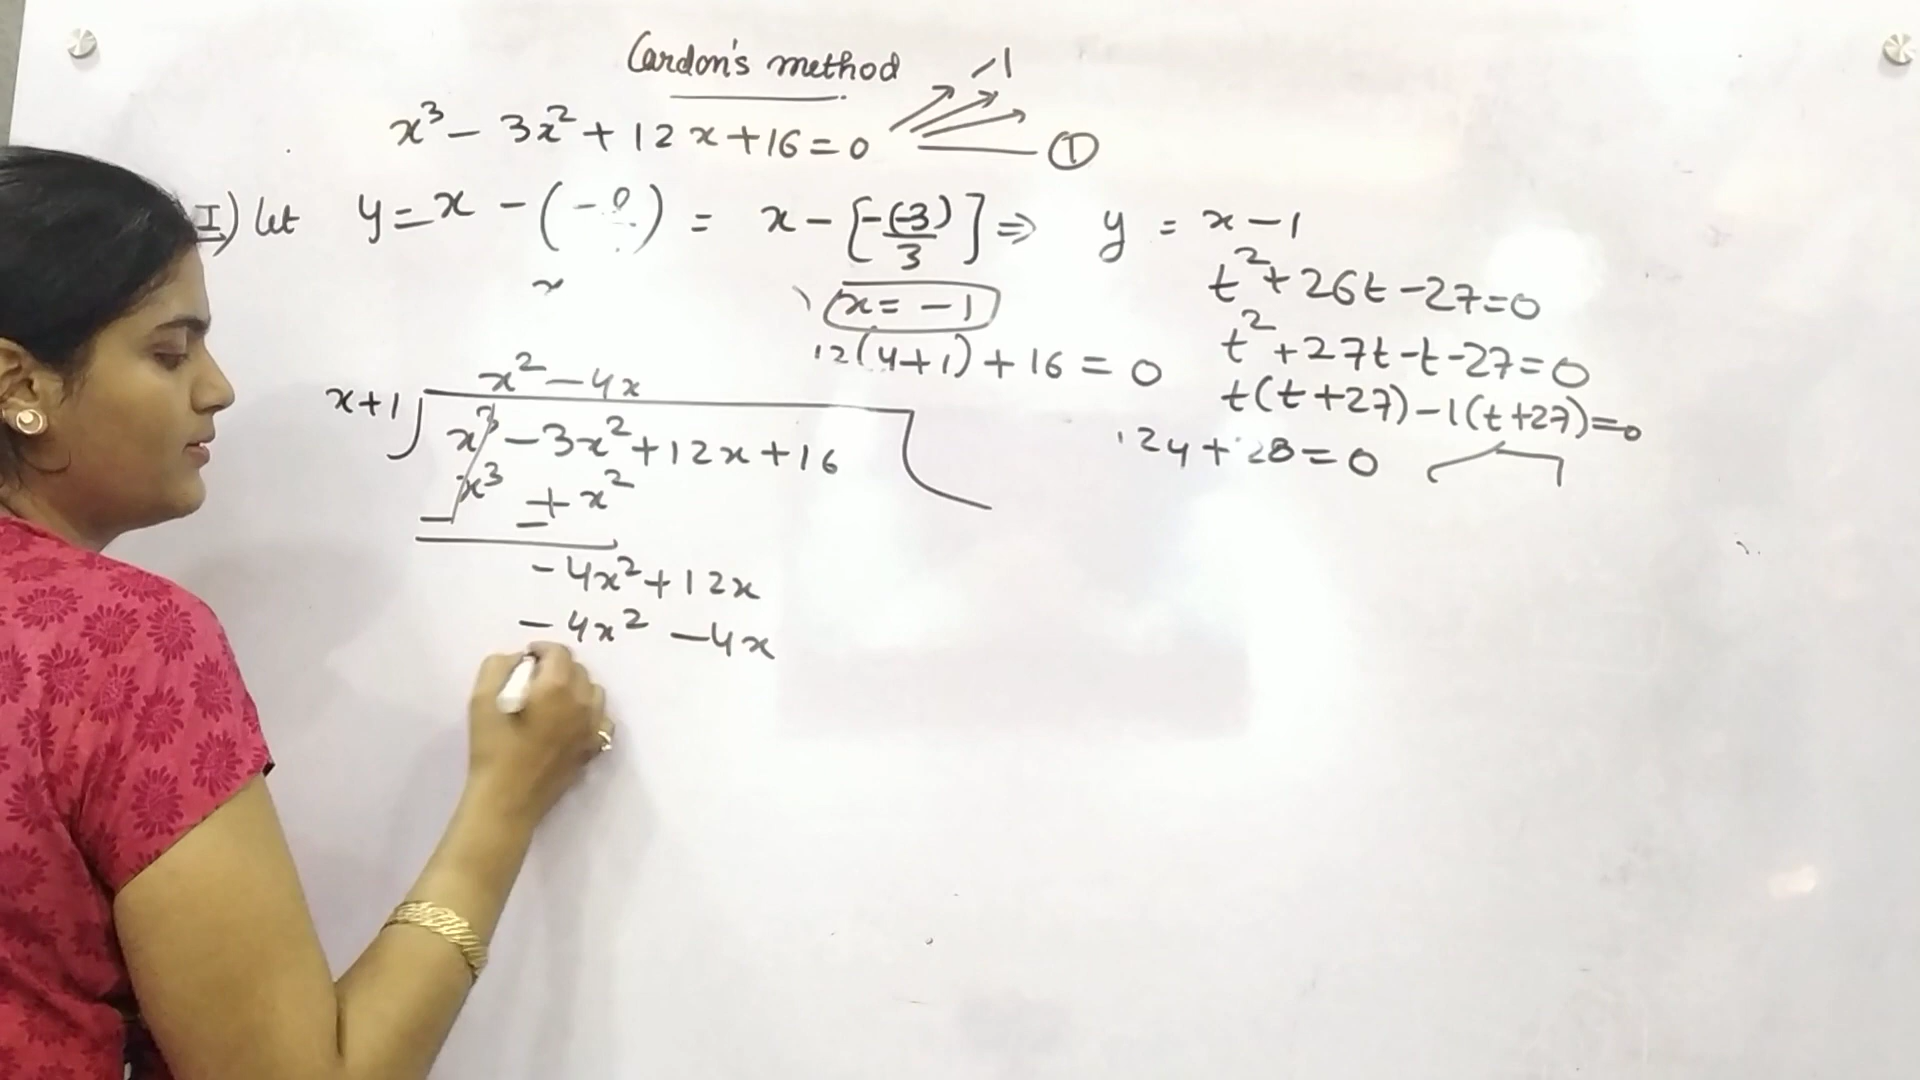 Cardon's method
-1
x³ - 3x² + 12x + 16 = 0 ①
I) let y = x - (-0) = x - [-(-3)/3] ⇒ y = x - 1
x
x = -1
t² + 26t - 27 = 0
12(y+1) + 16 = 0
t² + 27t - t - 27 = 0
t(t+27) - 1(t+27) = 0
12y + 28 = 0
x² - 4x
x+1 ) x³ - 3x² + 12x + 16
x³ + x²
- -
-4x² + 12x
-4x² - 4x